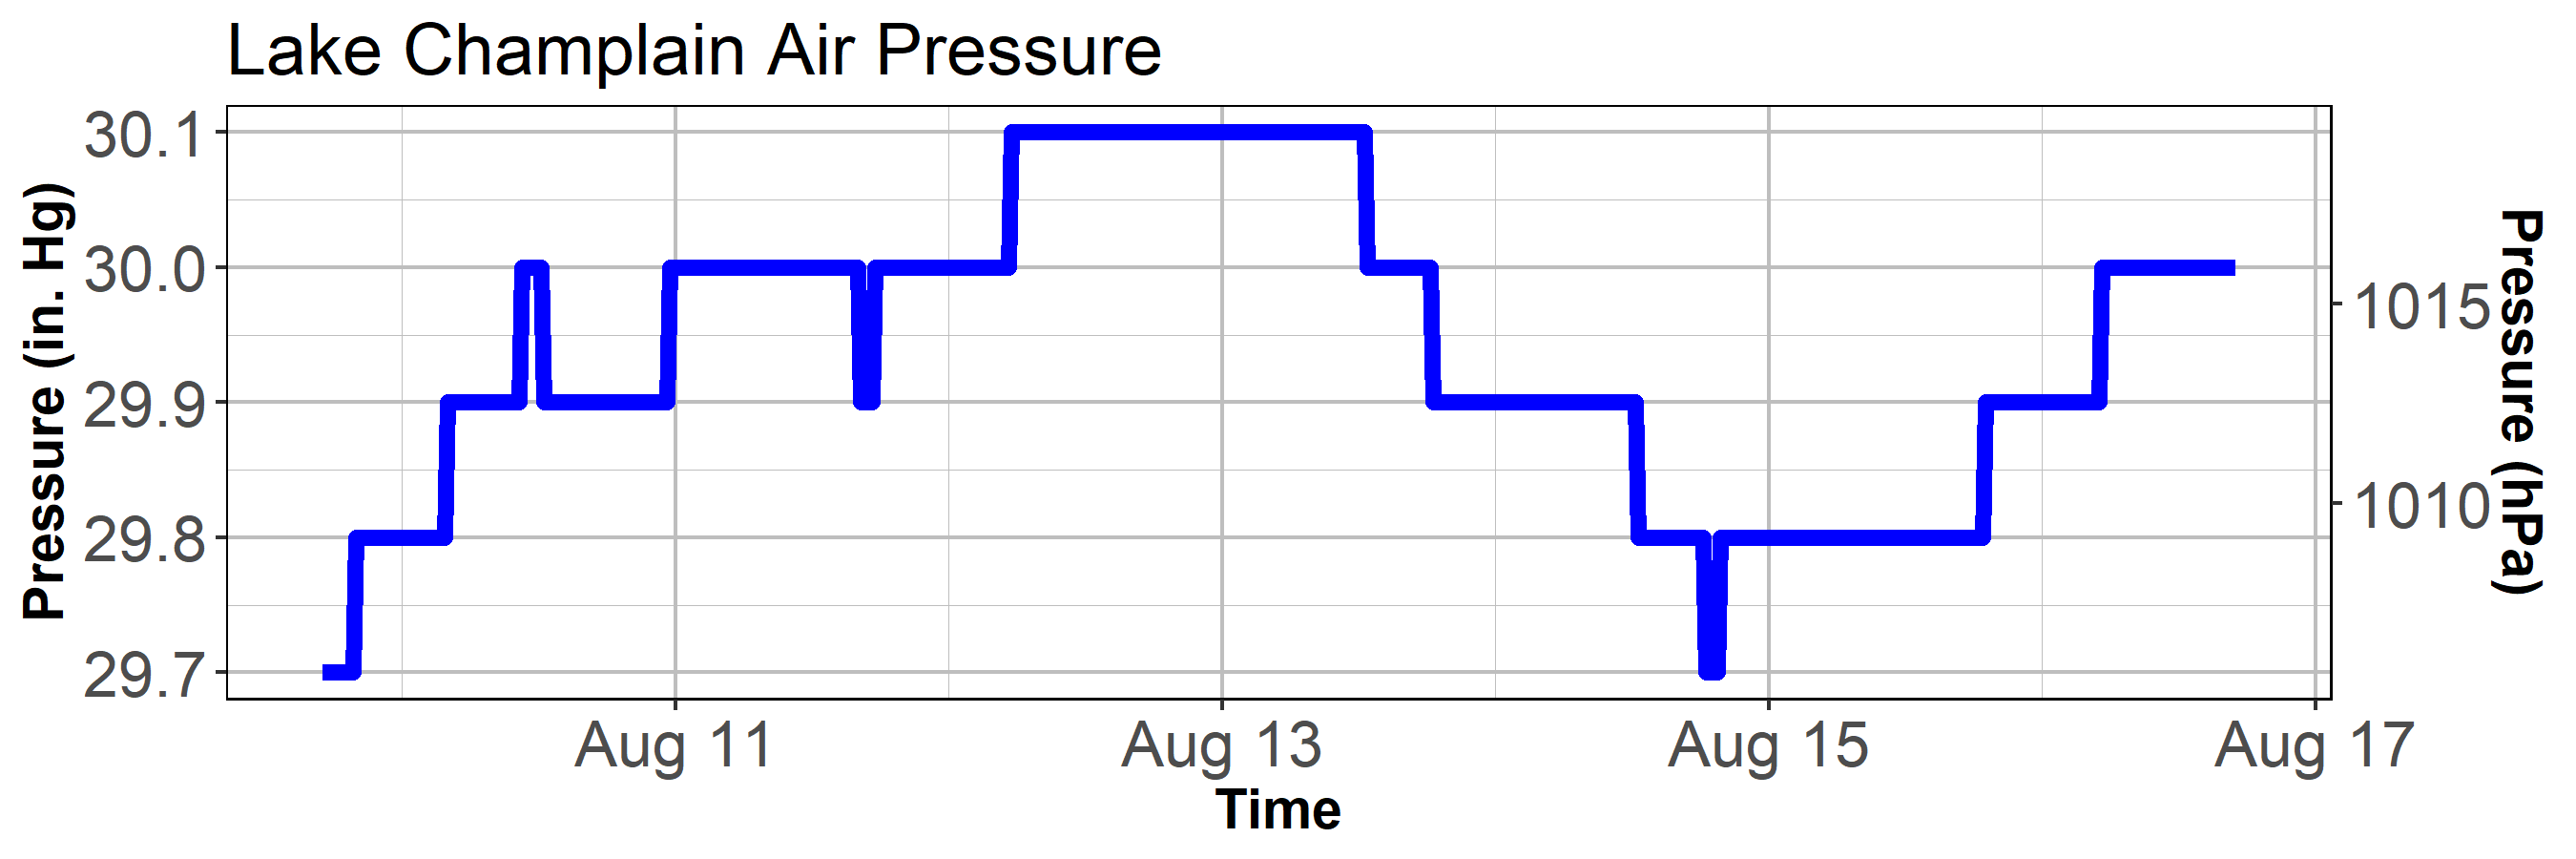 Lake Champlain Air Pressure
Pressure (in. Hg)
30.1
30.0
29.9
29.8
29.7
1015
1010
Pressure (hPa)
Aug 11
Aug 13
Aug 15
Aug 17
Time